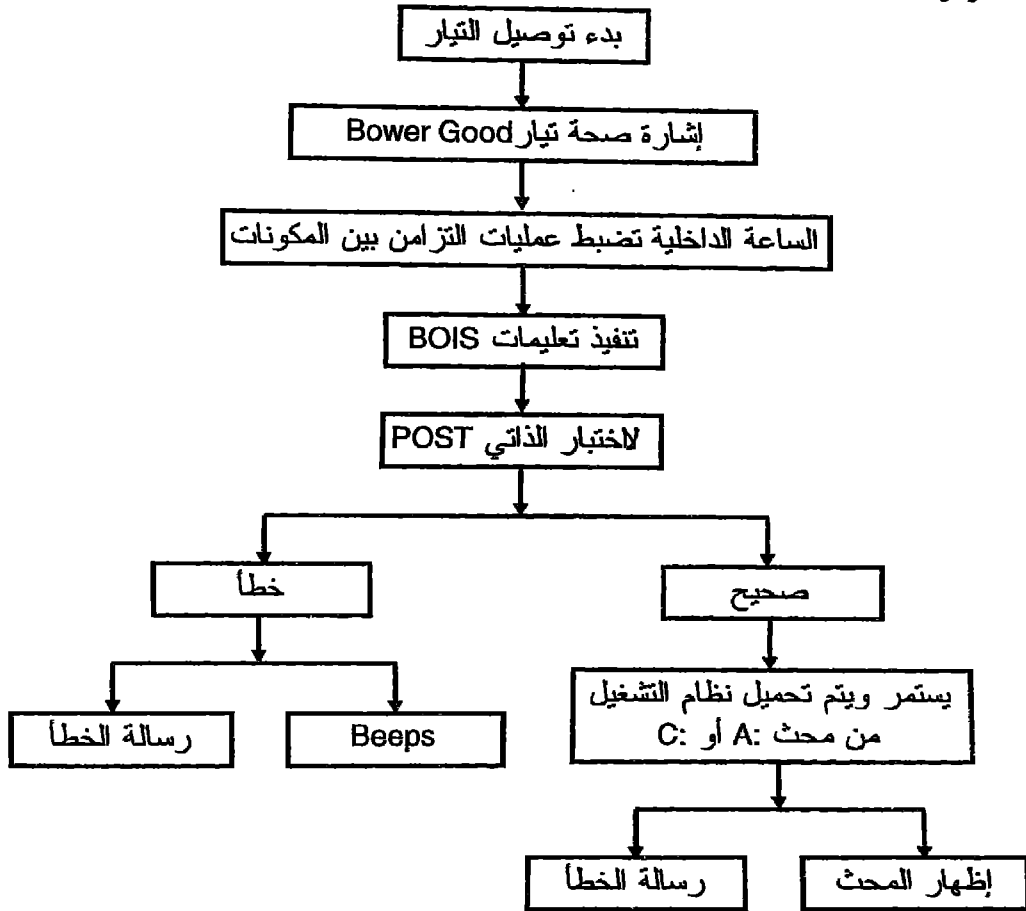 بدء توصيل التيار
إشارة صحة تيار Bower Good
الساعة الداخلية تضبط عمليات التزامن بين المكونات
تنفيذ تعليمات BOIS
لاختبار الذاتي POST
صحيح
خطأ
يستمر ويتم تحميل نظام التشغيل
من محث A: أو C:
Beeps
رسالة الخطأ
إظهار المحث
رسالة الخطأ